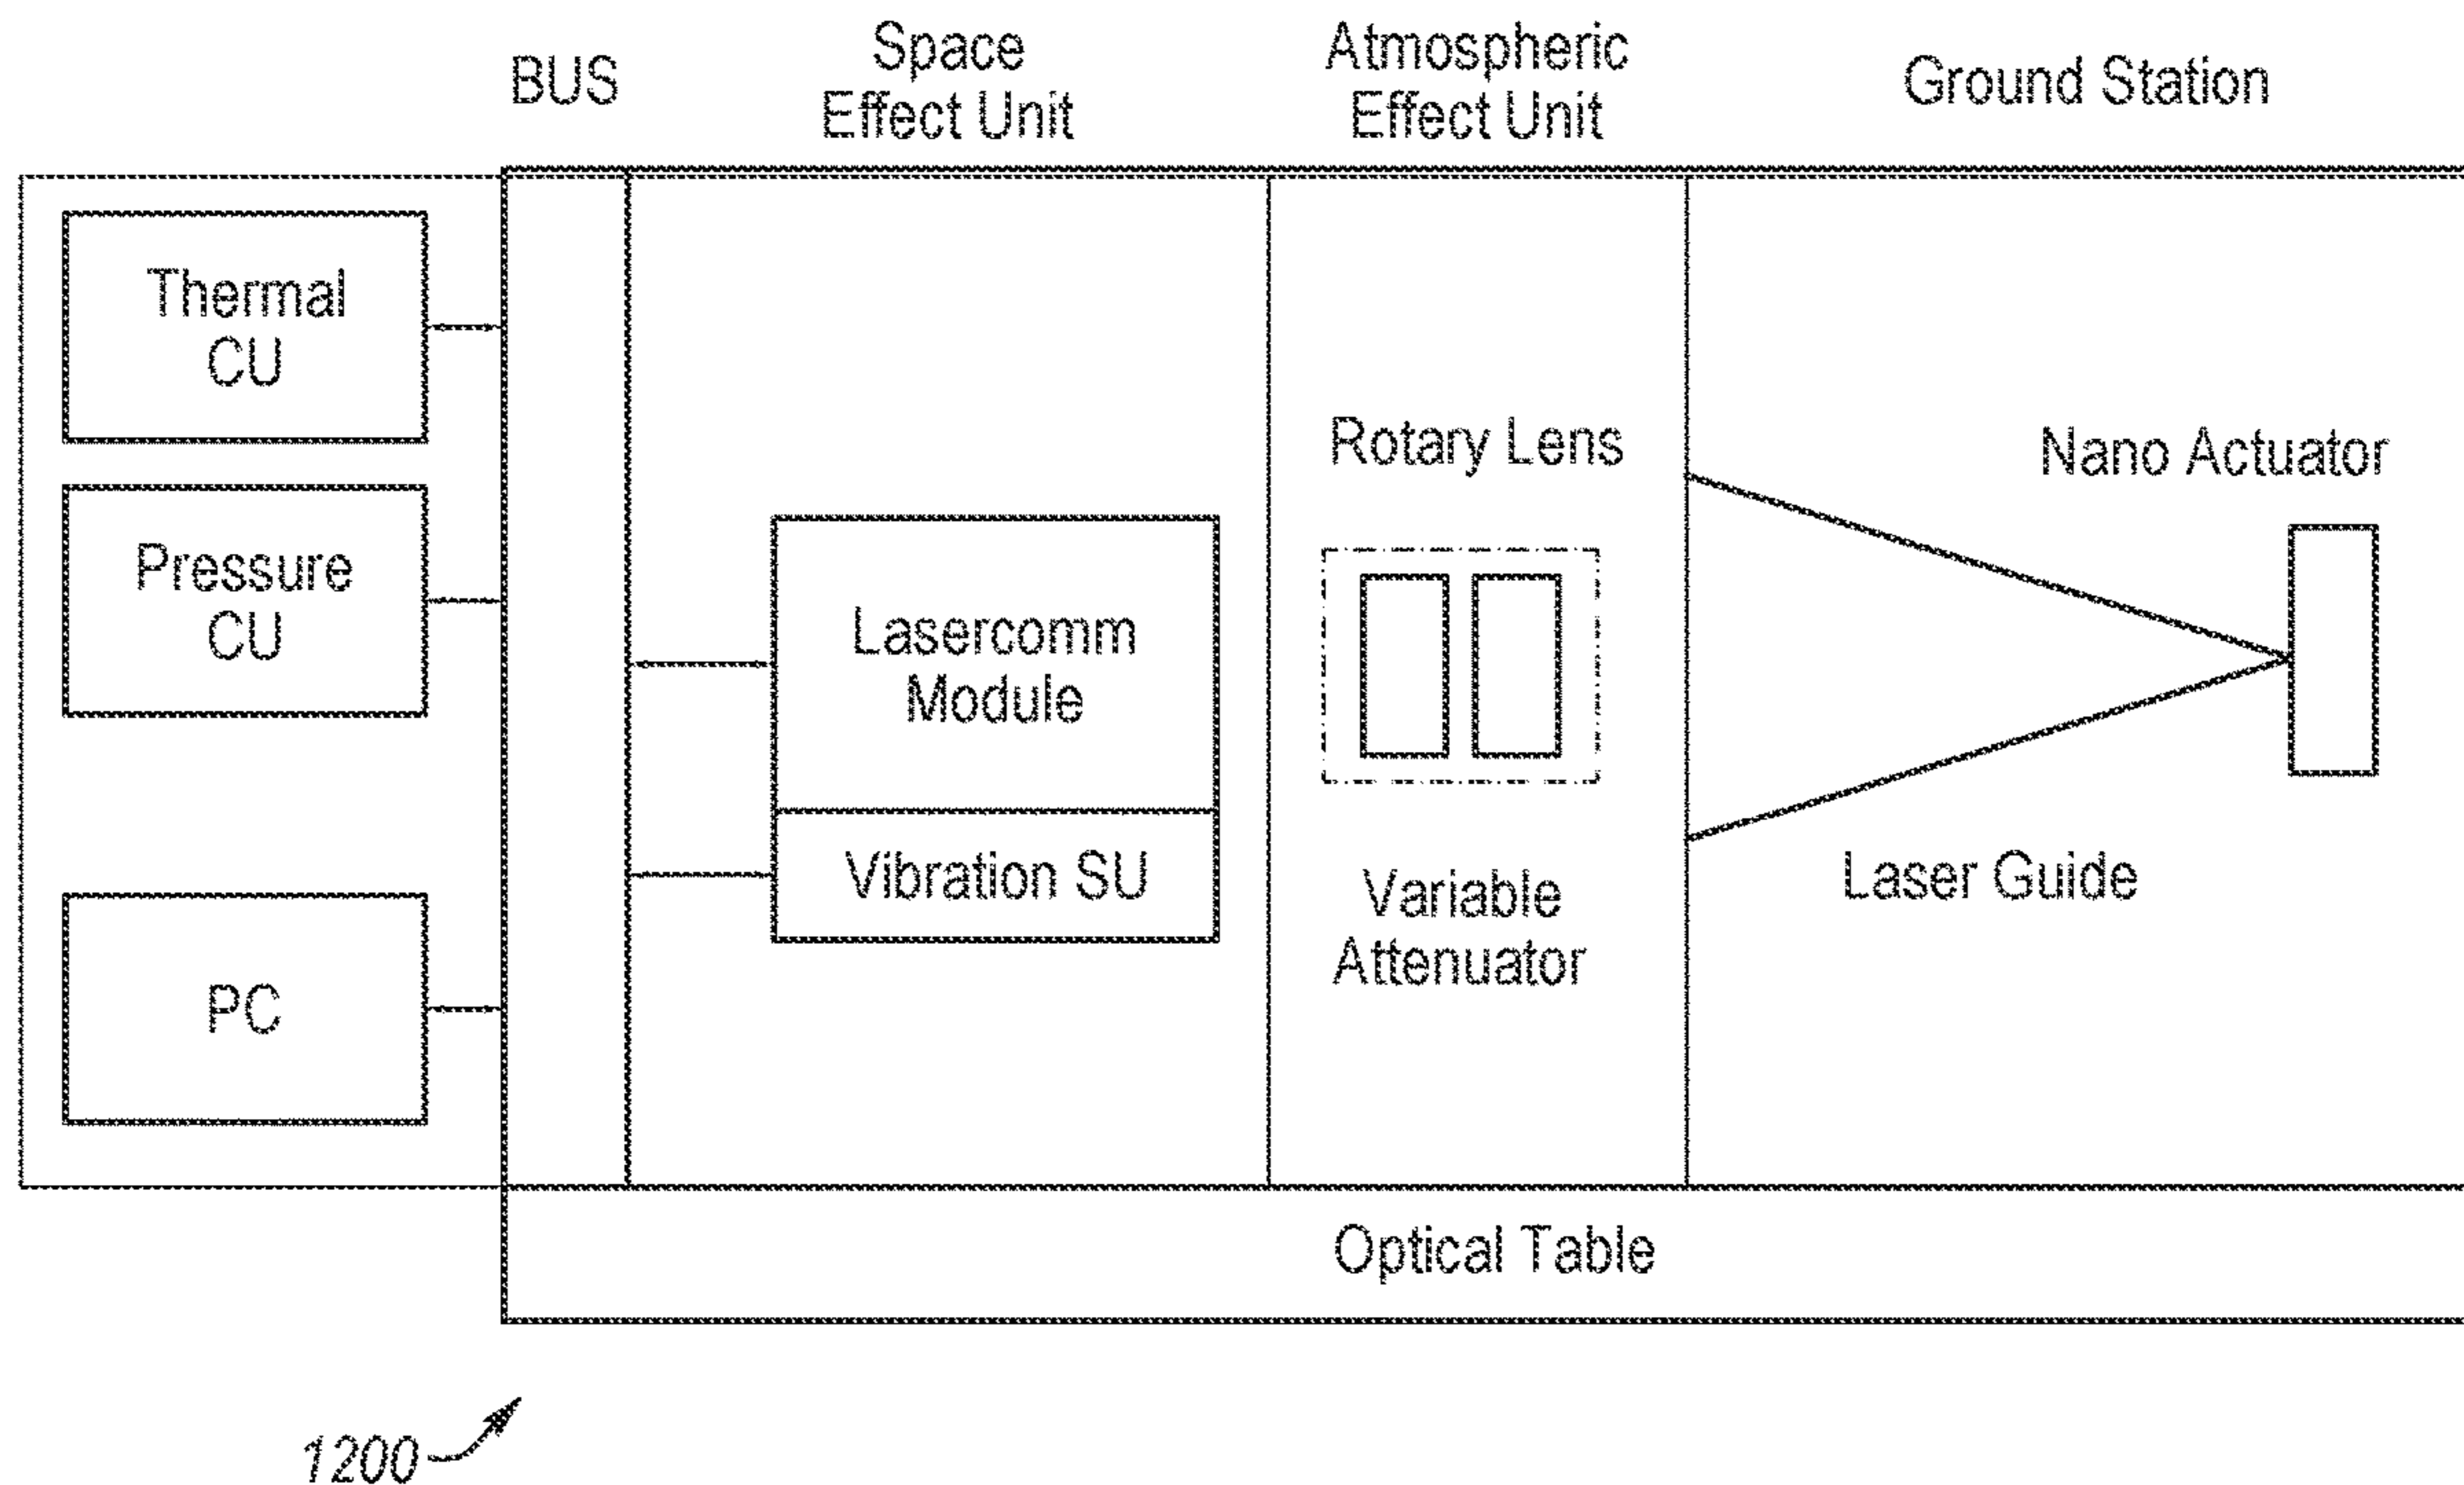 BUS
Space
Effect Unit
Atmospheric
Effect Unit
Ground Station
Thermal
CU
Pressure
CU
PC
Lasercomm
Module
Vibration SU
Rotary Lens
Variable
Attenuator
Nano Actuator
Laser Guide
Optical Table
1200